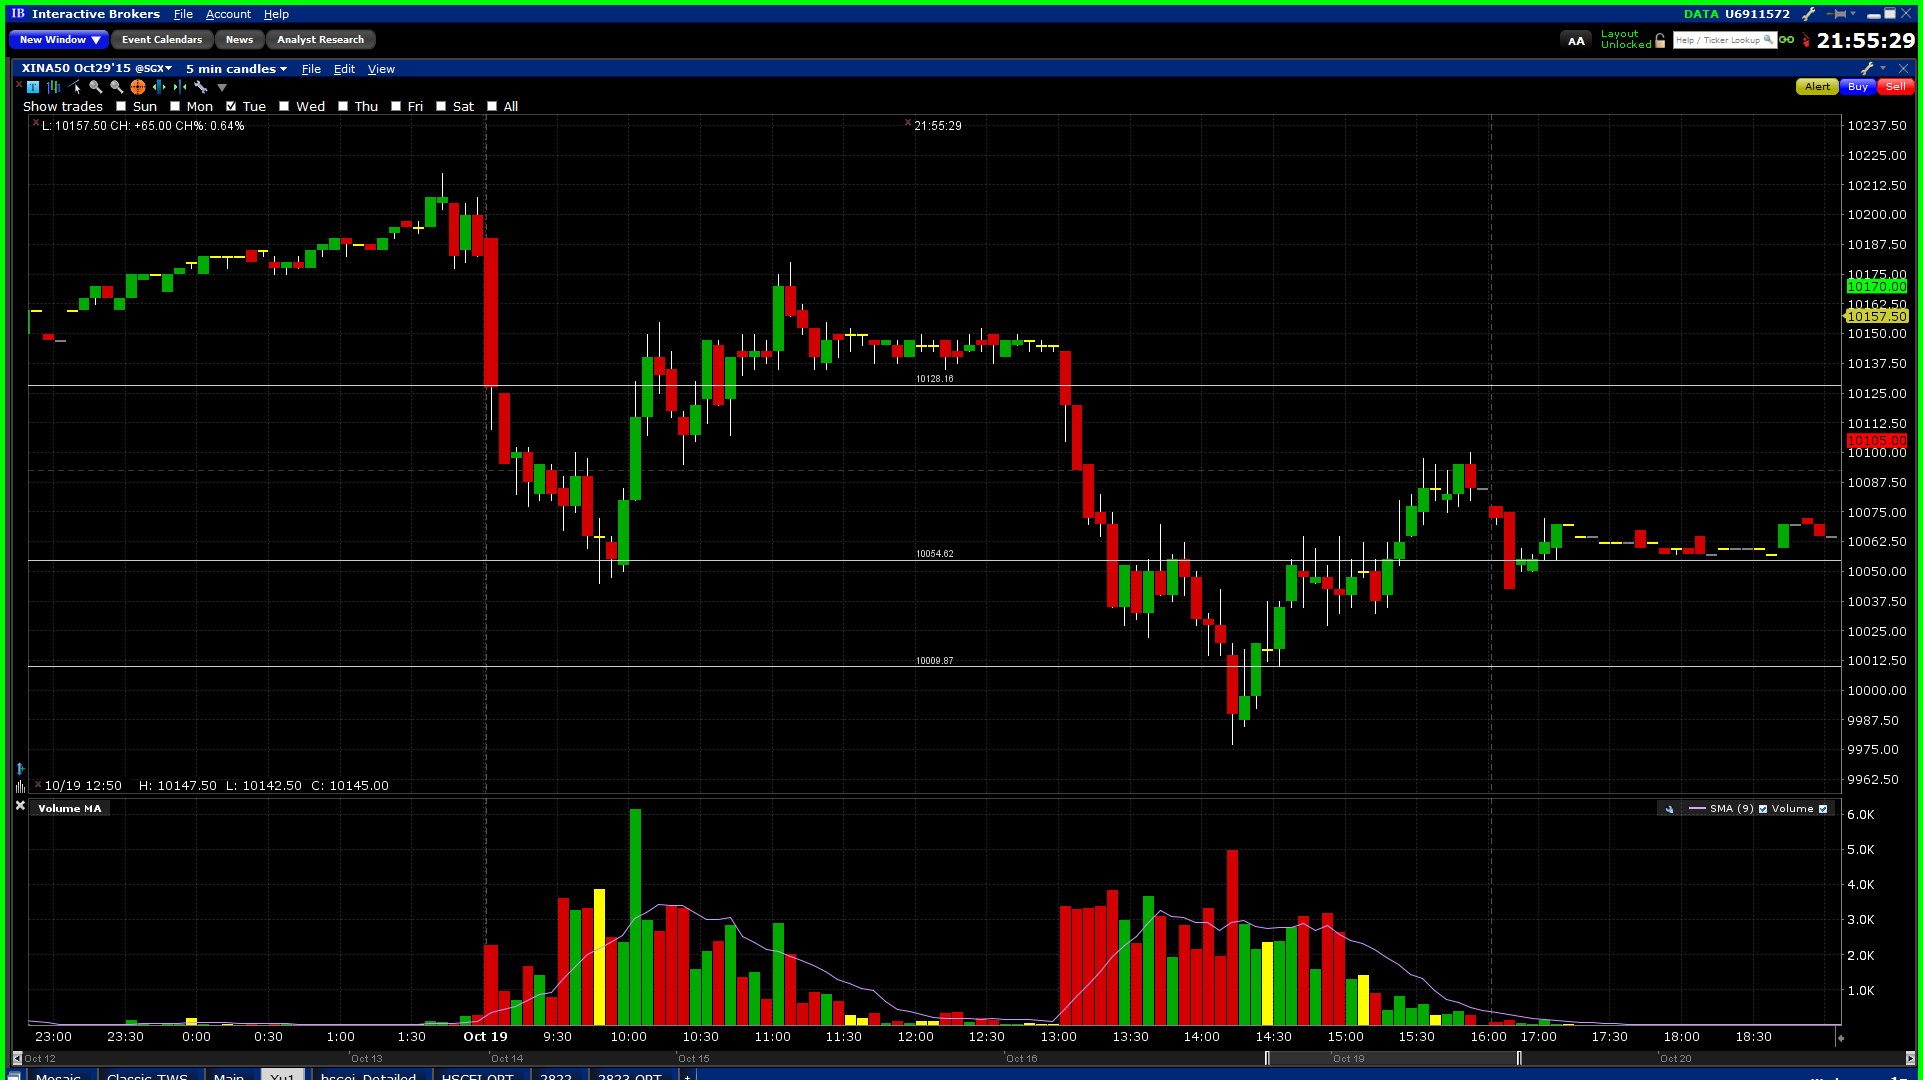 IB Interactive Brokers File Account Help DATA U6911572
New Window ▼ Event Calendars News Analyst Research AA Layout Unlocked Help / Ticker Lookup 21:55:29
XINA50 Oct29'15 @SGX 5 min candles File Edit View
Alert Buy Sell
Show trades Sun Mon Tue Wed Thu Fri Sat All
L: 10157.50 CH: +65.00 CH%: 0.64% 21:55:29
10237.50
10225.00
10212.50
10200.00
10187.50
10175.00
10170.00
10162.50
10157.50
10150.00
10137.50
10128.16
10125.00
10112.50
10105.00
10100.00
10087.50
10075.00
10062.50
10054.62
10050.00
10037.50
10025.00
10009.87
10012.50
10000.00
9987.50
9975.00
9962.50
10/19 12:50 H: 10147.50 L: 10142.50 C: 10145.00
Volume MA SMA (9) Volume
6.0K
5.0K
4.0K
3.0K
2.0K
1.0K
23:00 23:30 0:00 0:30 1:00 1:30 Oct 19 9:30 10:00 10:30 11:00 11:30 12:00 12:30 13:00 13:30 14:00 14:30 15:00 15:30 16:00 17:00 17:30 18:00 18:30
Oct 12 Oct 13 Oct 14 Oct 15 Oct 16 Oct 19 Oct 20
Mosaic Classic TWS Main Xu1 hscei Detailed HSCEI OPT 2822 2823 OPT +